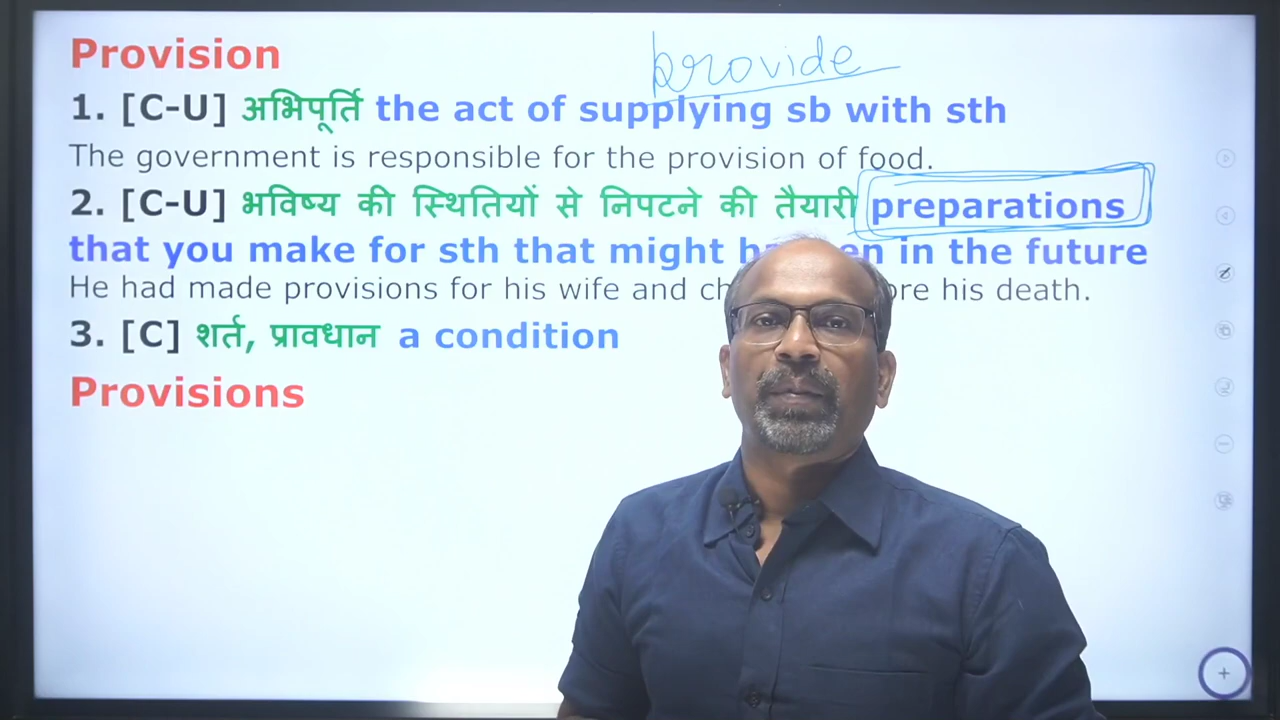 Provision
provide
1. [C-U] अभिपूर्ति the act of supplying sb with sth
The government is responsible for the provision of food.
2. [C-U] भविष्य की स्थितियों से निपटने की तैयारी preparations
that you make for sth that might in the future
He had made provisions for his wife and his death.
3. [C] शर्त, प्रावधान a condition
Provisions